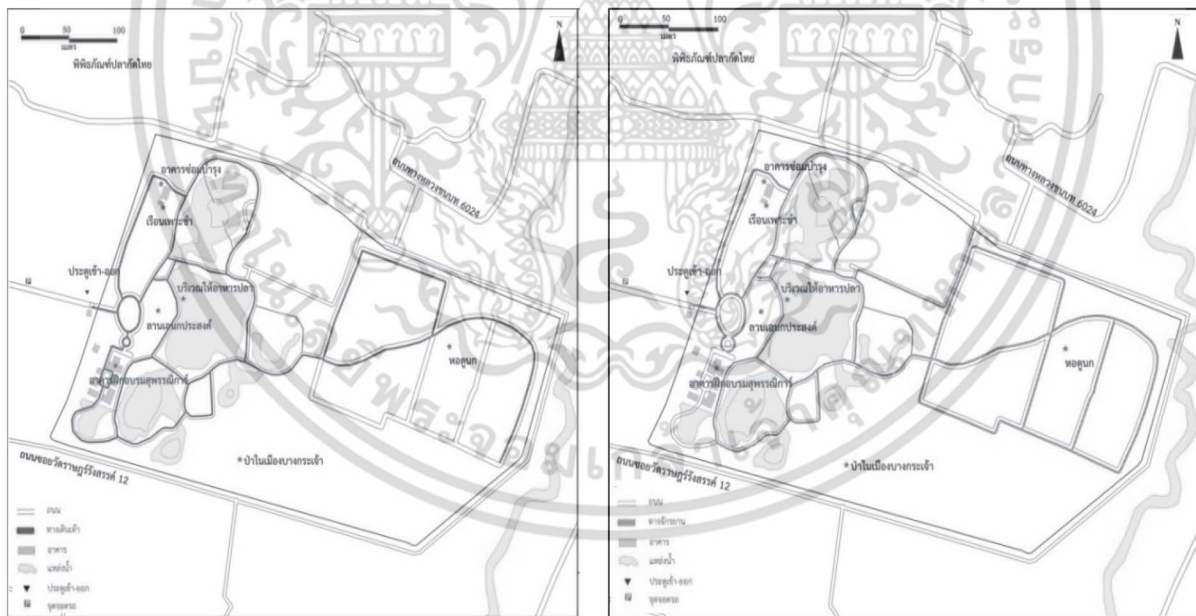 0 50 100
เมตร
N
พิพิธภัณฑ์ปลากัดไทย
ถนนทางหลวงชนบท 6024
อาคารซ่อมบำรุง
เรือนเพาะชำ
ประตูเข้า-ออก
บริเวณให้อาหารปลา
ลานเอนกประสงค์
หอดูนก
อาคารฝึกอบรมสุพรรณิการ์
*ป่าในเมืองบางกระเจ้า
ถนนซอยวัดราษฎร์รังสรรค์ 12
ถนน
ทางเดินเท้า
อาคาร
แหล่งน้ำ
ประตูเข้า-ออก
จุดจอดรถ
0 50 100
เมตร
N
พิพิธภัณฑ์ปลากัดไทย
ถนนทางหลวงชนบท 6024
อาคารซ่อมบำรุง
เรือนเพาะชำ
ประตูเข้า-ออก
บริเวณให้อาหารปลา
ลานเอนกประสงค์
หอดูนก
อาคารฝึกอบรมสุพรรณิการ์
*ป่าในเมืองบางกระเจ้า
ถนนซอยวัดราษฎร์รังสรรค์ 12
ถนน
ทางจักรยาน
อาคาร
แหล่งน้ำ
ประตูเข้า-ออก
จุดจอดรถ